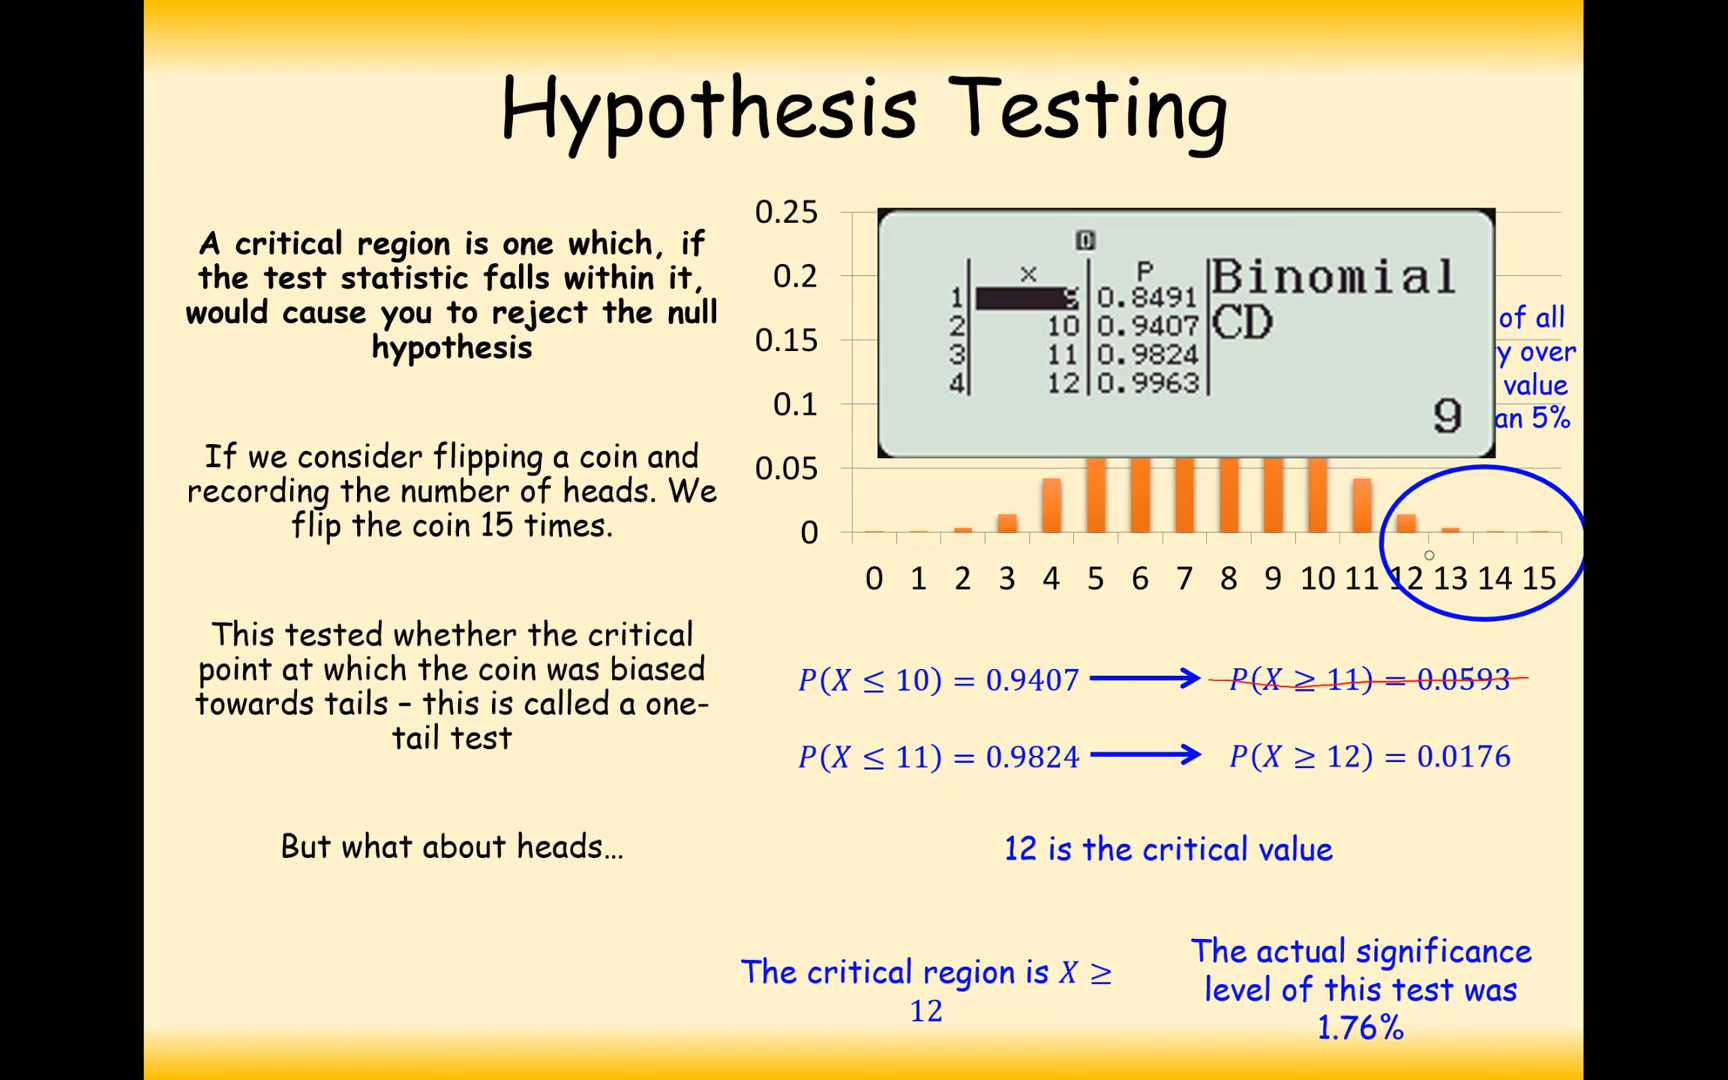 Hypothesis Testing
A critical region is one which, if
the test statistic falls within it,
would cause you to reject the null
hypothesis
If we consider flipping a coin and
recording the number of heads. We
flip the coin 15 times.
This tested whether the critical
point at which the coin was biased
towards tails – this is called a one-
tail test
But what about heads…
0.25
0.2
0.15
0.1
0.05
0
D
x P
1 9 0.8491
2 10 0.9407
3 11 0.9824
4 12 0.9963
Binomial
CD
9
of all
y over
value
an 5%
0 1 2 3 4 5 6 7 8 9 10 11 12 13 14 15
P(X ≤ 10) = 0.9407 P(X ≥ 11) = 0.0593
P(X ≤ 11) = 0.9824 P(X ≥ 12) = 0.0176
12 is the critical value
The critical region is X ≥
12
The actual significance
level of this test was
1.76%